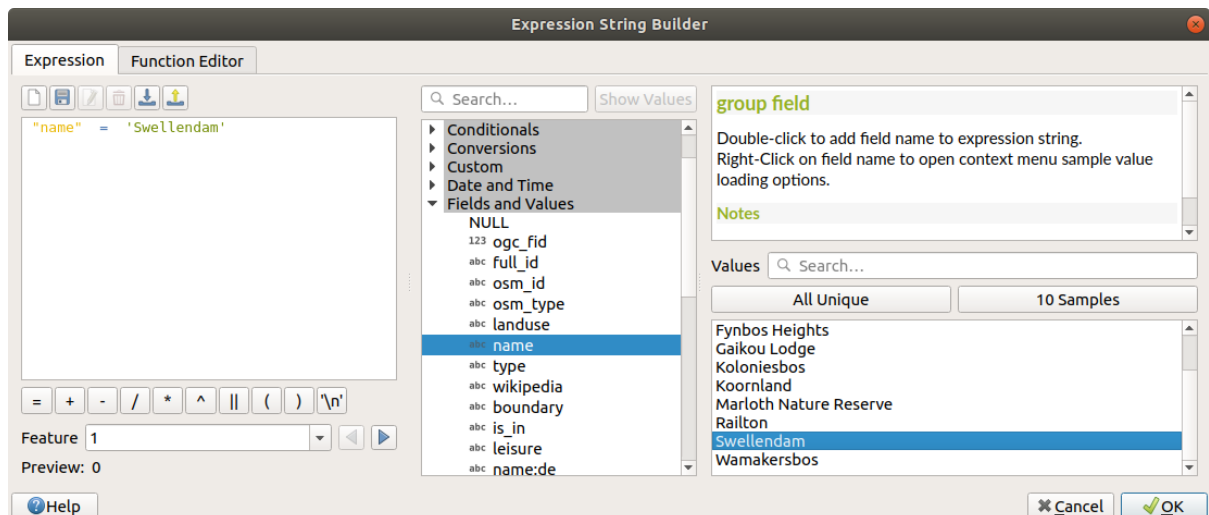 Expression String Builder
Expression
Function Editor
"name" = 'Swellendam'
= + - / * ^ || ( ) '\n'
Feature 1
Preview: 0
Search...
Show Values
Conditionals
Conversions
Custom
Date and Time
Fields and Values
NULL
123 ogc_fid
abc full_id
abc osm_id
abc osm_type
abc landuse
abc name
abc type
abc wikipedia
abc boundary
abc is_in
abc leisure
abc name:de
group field
Double-click to add field name to expression string.
Right-Click on field name to open context menu sample value
loading options.
Notes
Values Search...
All Unique
10 Samples
Fynbos Heights
Gaikou Lodge
Koloniesbos
Koornland
Marloth Nature Reserve
Railton
Swellendam
Wamakersbos
Help
Cancel
OK